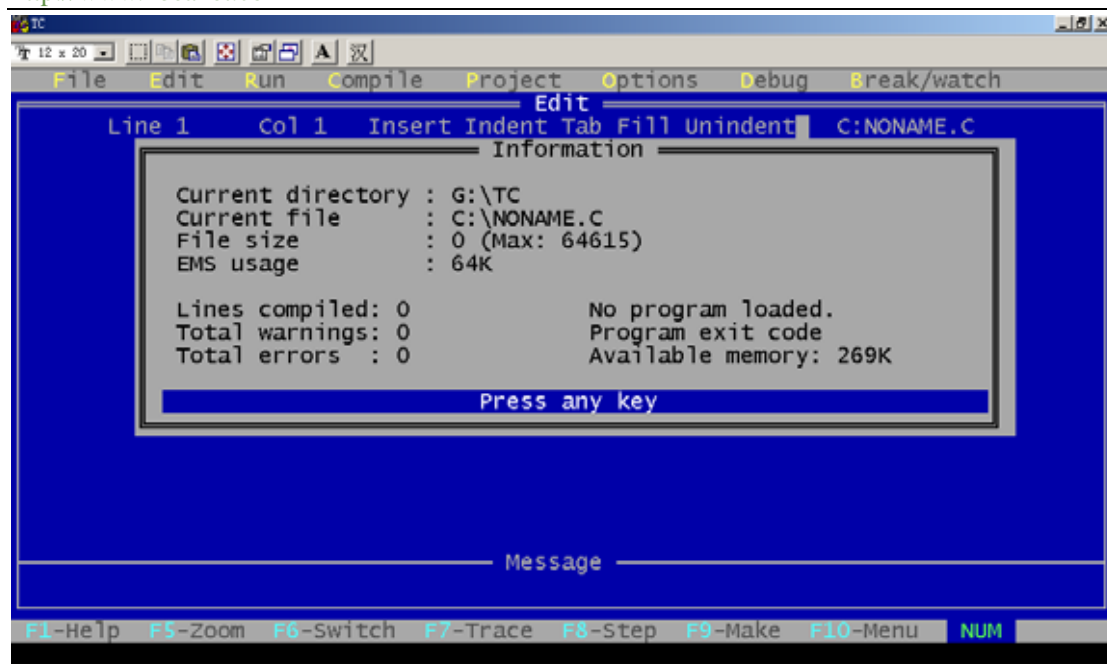 TC
12 x 20 A 汉
File Edit Run Compile Project Options Debug Break/watch
Edit
Line 1 Col 1 Insert Indent Tab Fill Unindent C:NONAME.C
Information
Current directory : G:\TC
Current file : C:\NONAME.C
File size : 0 (Max: 64615)
EMS usage : 64K
Lines compiled: 0 No program loaded.
Total warnings: 0 Program exit code
Total errors : 0 Available memory: 269K
Press any key
Message
F1-Help F5-Zoom F6-Switch F7-Trace F8-Step F9-Make F10-Menu NUM